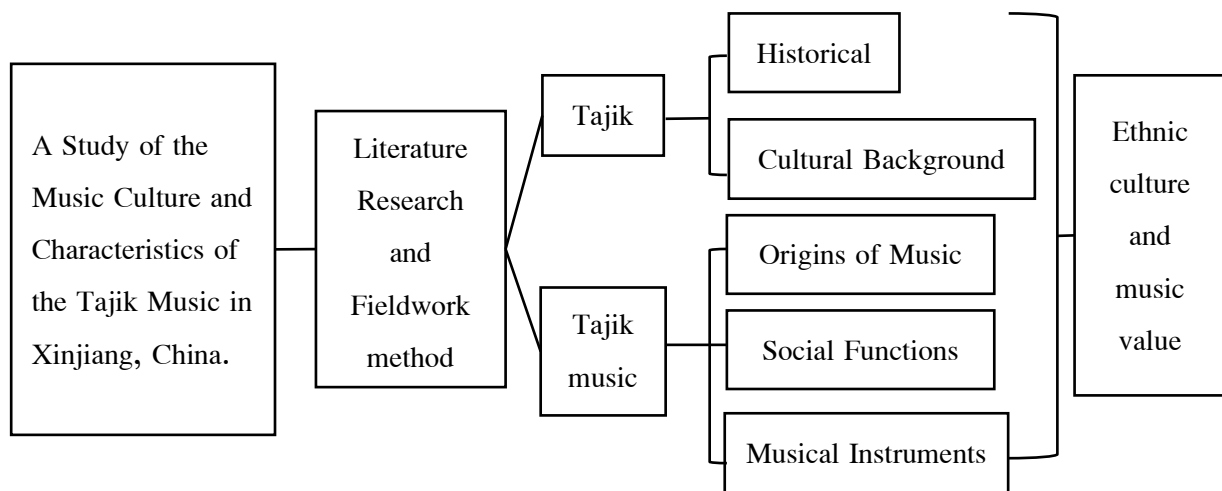 A Study of the
Music Culture and
Characteristics of
the Tajik Music in
Xinjiang, China.
Literature
Research
and
Fieldwork
method
Tajik
Tajik
music
Historical
Cultural Background
Origins of Music
Social Functions
Musical Instruments
Ethnic
culture
and
music
value